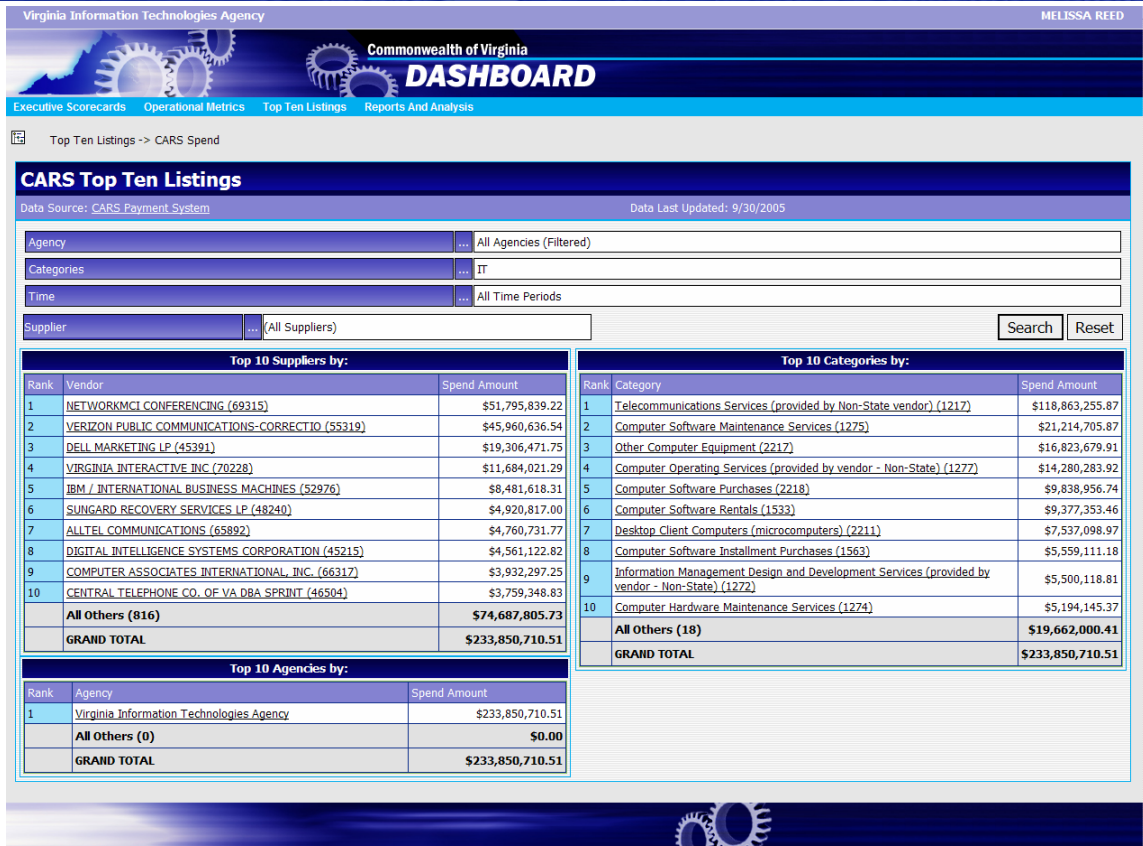 Virginia Information Technologies Agency MELISSA REED
Commonwealth of Virginia
DASHBOARD
Executive Scorecards Operational Metrics Top Ten Listings Reports And Analysis
Top Ten Listings -> CARS Spend
CARS Top Ten Listings
Data Source: CARS Payment System Data Last Updated: 9/30/2005
Agency ... All Agencies (Filtered)
Categories ... IT
Time ... All Time Periods
Supplier ... (All Suppliers) Search Reset
Top 10 Suppliers by:
Rank Vendor Spend Amount
1 NETWORKMCI CONFERENCING (69315) $51,795,839.22
2 VERIZON PUBLIC COMMUNICATIONS-CORRECTIO (55319) $45,960,636.54
3 DELL MARKETING LP (45391) $19,306,471.75
4 VIRGINIA INTERACTIVE INC (70228) $11,684,021.29
5 IBM / INTERNATIONAL BUSINESS MACHINES (52976) $8,481,618.31
6 SUNGARD RECOVERY SERVICES LP (48240) $4,920,817.00
7 ALLTEL COMMUNICATIONS (65892) $4,760,731.77
8 DIGITAL INTELLIGENCE SYSTEMS CORPORATION (45215) $4,561,122.82
9 COMPUTER ASSOCIATES INTERNATIONAL, INC. (66317) $3,932,297.25
10 CENTRAL TELEPHONE CO. OF VA DBA SPRINT (46504) $3,759,348.83
All Others (816) $74,687,805.73
GRAND TOTAL $233,850,710.51
Top 10 Categories by:
Rank Category Spend Amount
1 Telecommunications Services (provided by Non-State vendor) (1217) $118,863,255.87
2 Computer Software Maintenance Services (1275) $21,214,705.87
3 Other Computer Equipment (2217) $16,823,679.91
4 Computer Operating Services (provided by vendor - Non-State) (1277) $14,280,283.92
5 Computer Software Purchases (2218) $9,838,956.74
6 Computer Software Rentals (1533) $9,377,353.46
7 Desktop Client Computers (microcomputers) (2211) $7,537,098.97
8 Computer Software Installment Purchases (1563) $5,559,111.18
9 Information Management Design and Development Services (provided by
vendor - Non-State) (1272) $5,500,118.81
10 Computer Hardware Maintenance Services (1274) $5,194,145.37
All Others (18) $19,662,000.41
GRAND TOTAL $233,850,710.51
Top 10 Agencies by:
Rank Agency Spend Amount
1 Virginia Information Technologies Agency $233,850,710.51
All Others (0) $0.00
GRAND TOTAL $233,850,710.51